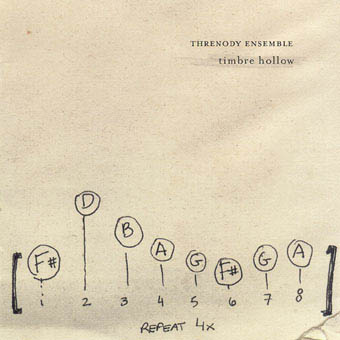 THRENODY ENSEMBLE
timbre hollow
[ F# D B A G F# G A ]
1 2 3 4 5 6 7 8
REPEAT 4x